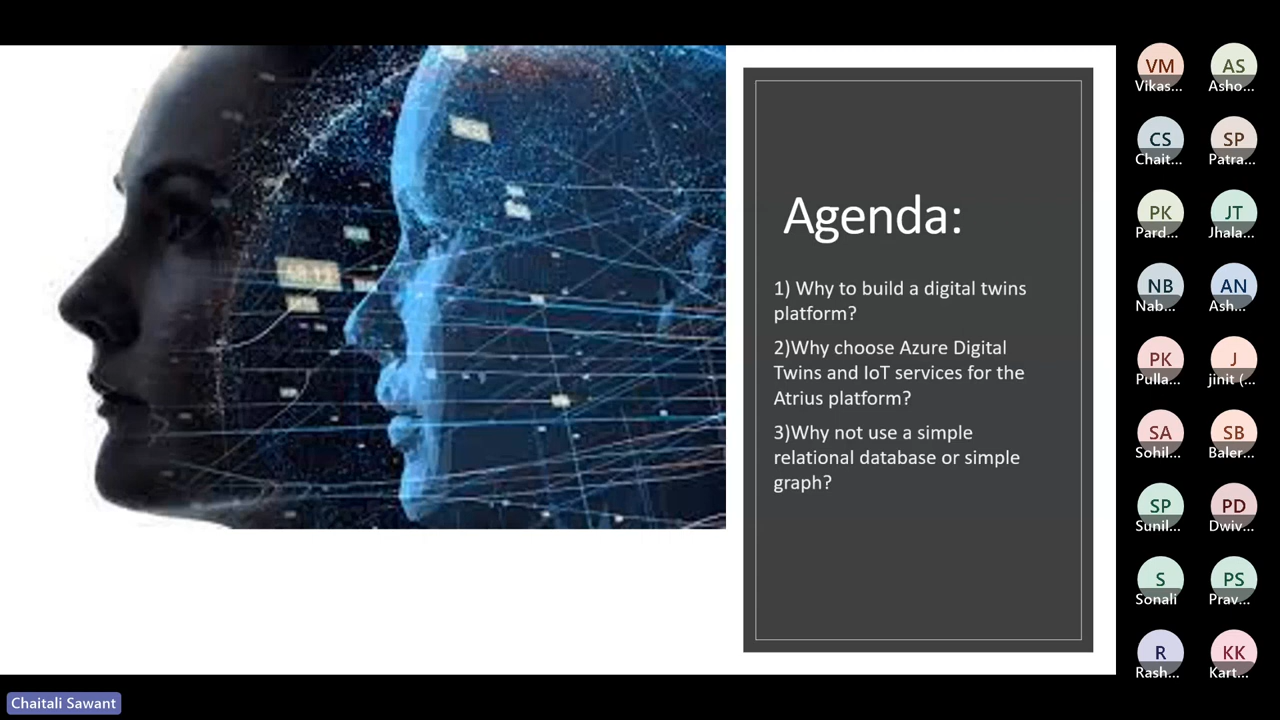 Agenda:
1) Why to build a digital twins
platform?
2)Why choose Azure Digital
Twins and IoT services for the
Atrius platform?
3)Why not use a simple
relational database or simple
graph?
VM
Vikas...
AS
Asho...
CS
Chait...
SP
Patra...
PK
Pard...
JT
Jhala...
NB
Nab...
AN
Ash...
PK
Pulla...
J
jinit (...
SA
Sohil...
SB
Baler...
SP
Sunil...
PD
Dwiv...
S
Sonali
PS
Prav...
R
Rash...
KK
Kart...
Chaitali Sawant